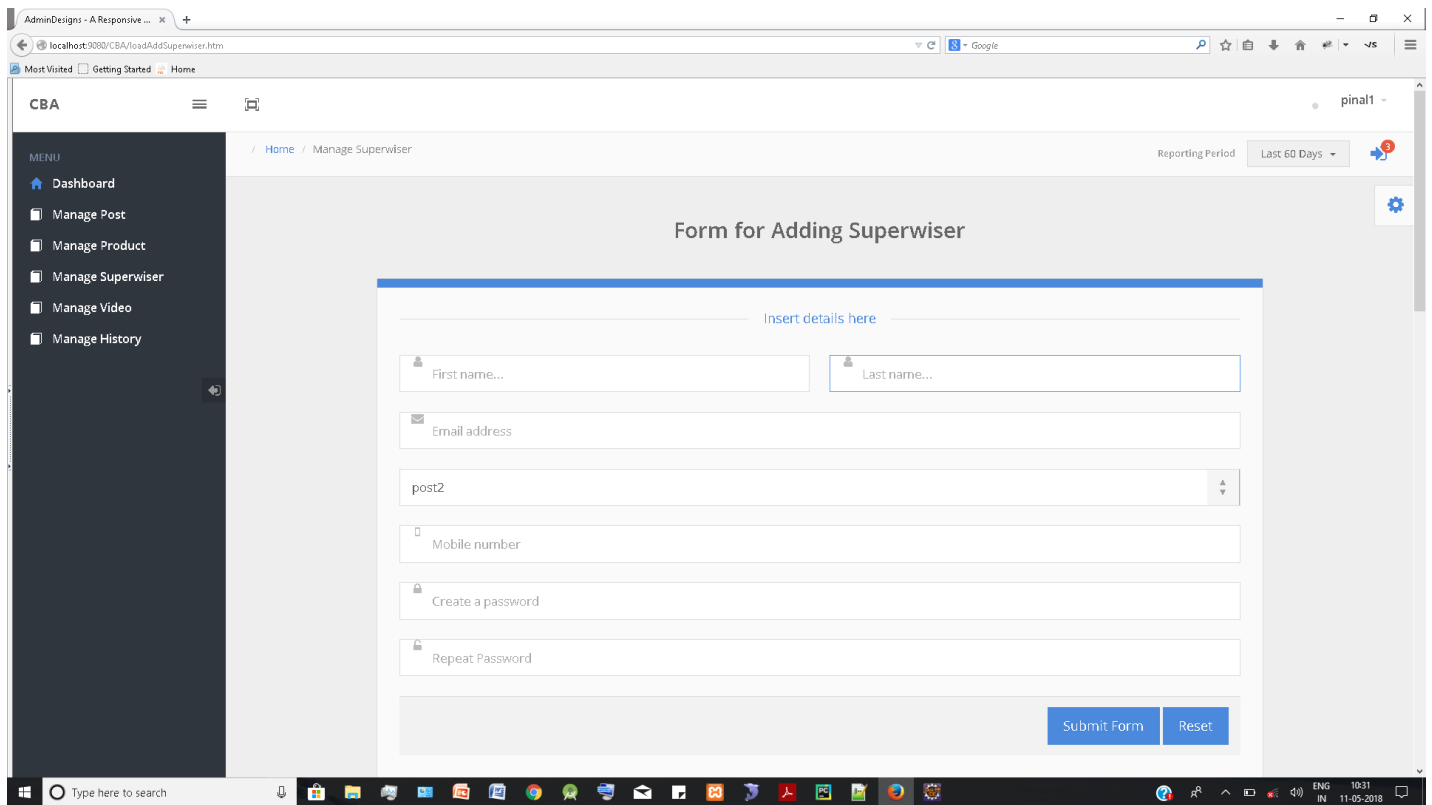 AdminDesigns - A Responsive ...
localhost:9080/CBA/loadAddSuperwiser.htm
Google
Most Visited Getting Started Home
CBA
pinal1
/ Home / Manage Superwiser
Reporting Period Last 60 Days 3
MENU
Dashboard
Manage Post
Manage Product
Manage Superwiser
Manage Video
Manage History
Form for Adding Superwiser
Insert details here
First name... Last name...
Email address
post2
Mobile number
Create a password
Repeat Password
Submit Form Reset
Type here to search
ENG 10:31
IN 11-05-2018